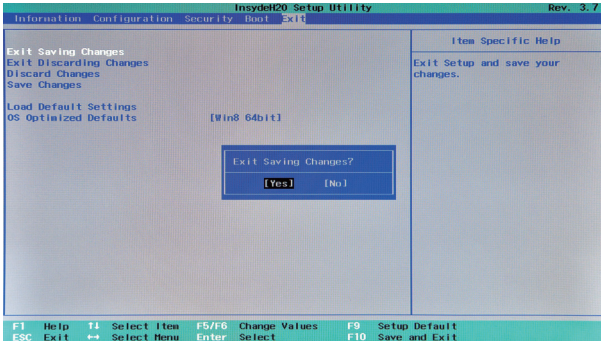 InsydeH20 Setup Utility Rev. 3.7
Information Configuration Security Boot Exit
Exit Saving Changes
Exit Discarding Changes
Discard Changes
Save Changes
Load Default Settings
OS Optimized Defaults [Win8 64bit]
Item Specific Help
Exit Setup and save your
changes.
Exit Saving Changes?
[Yes] [No]
F1 Help ↑↓ Select Item F5/F6 Change Values F9 Setup Default
ESC Exit ↔ Select Menu Enter Select F10 Save and Exit